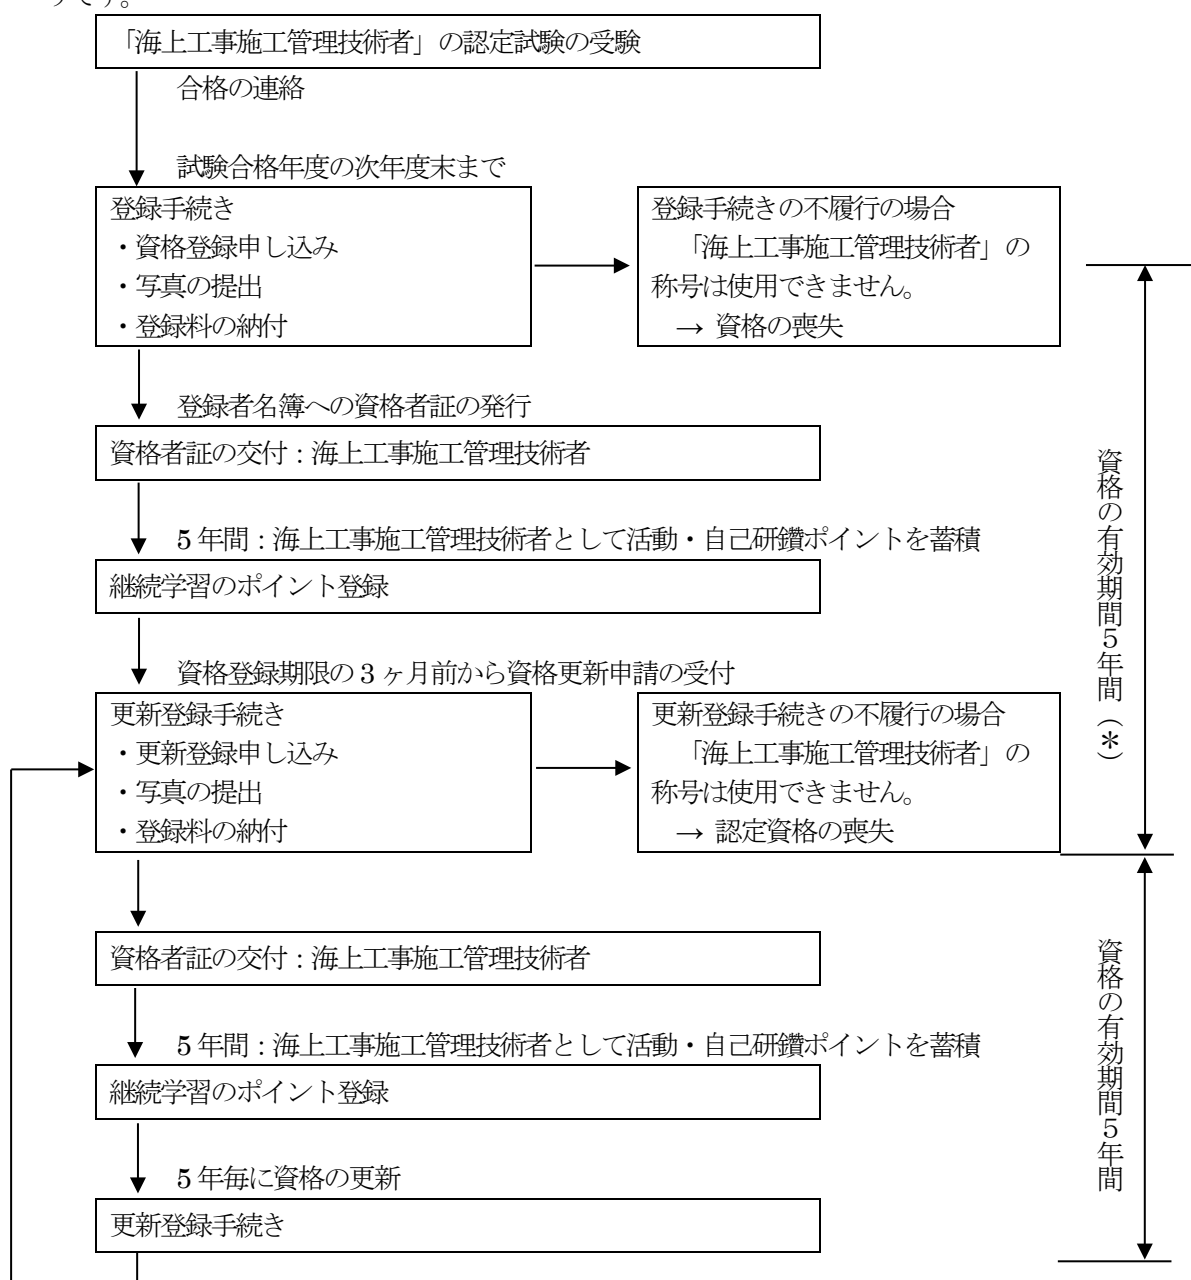 です。
「海上工事施工管理技術者」の認定試験の受験
合格の連絡
試験合格年度の次年度末まで
登録手続き
・資格登録申し込み
・写真の提出
・登録料の納付
登録手続きの不履行の場合
「海上工事施工管理技術者」の
称号は使用できません。
→ 資格の喪失
登録者名簿への資格者証の発行
資格者証の交付：海上工事施工管理技術者
5年間：海上工事施工管理技術者として活動・自己研鑽ポイントを蓄積
継続学習のポイント登録
資格登録期限の3ヶ月前から資格更新申請の受付
更新登録手続き
・更新登録申し込み
・写真の提出
・登録料の納付
更新登録手続きの不履行の場合
「海上工事施工管理技術者」の
称号は使用できません。
→ 認定資格の喪失
資格の有効期間５年間（＊）
資格者証の交付：海上工事施工管理技術者
5年間：海上工事施工管理技術者として活動・自己研鑽ポイントを蓄積
継続学習のポイント登録
5年毎に資格の更新
更新登録手続き
資格の有効期間５年間